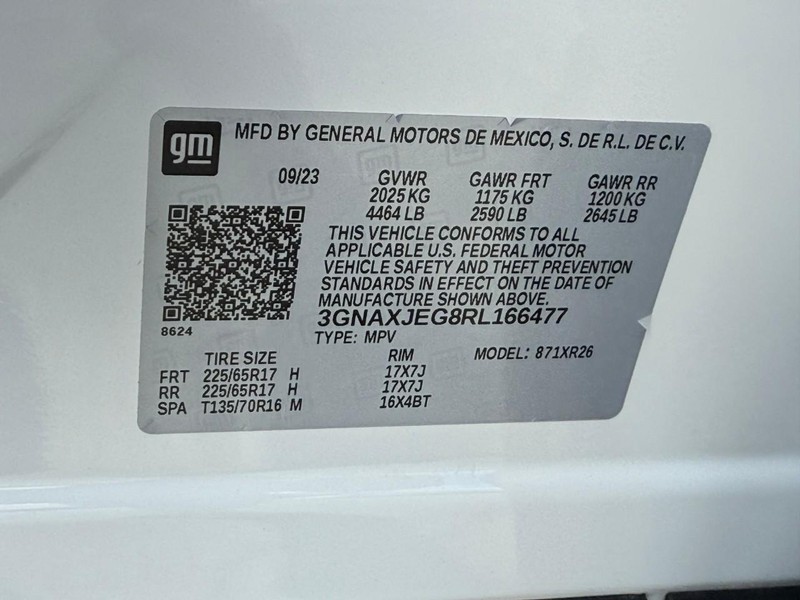 gm
MFD BY GENERAL MOTORS DE MEXICO, S. DE R.L. DE C.V.
09/23 GVWR GAWR FRT GAWR RR
2025 KG 1175 KG 1200 KG
4464 LB 2590 LB 2645 LB
THIS VEHICLE CONFORMS TO ALL
APPLICABLE U.S. FEDERAL MOTOR
VEHICLE SAFETY AND THEFT PREVENTION
STANDARDS IN EFFECT ON THE DATE OF
MANUFACTURE SHOWN ABOVE.
3GNAXJEG8RL166477
8624
TYPE: MPV MODEL: 871XR26
TIRE SIZE RIM
FRT 225/65R17 H 17X7J
RR 225/65R17 H 17X7J
SPA T135/70R16 M 16X4BT